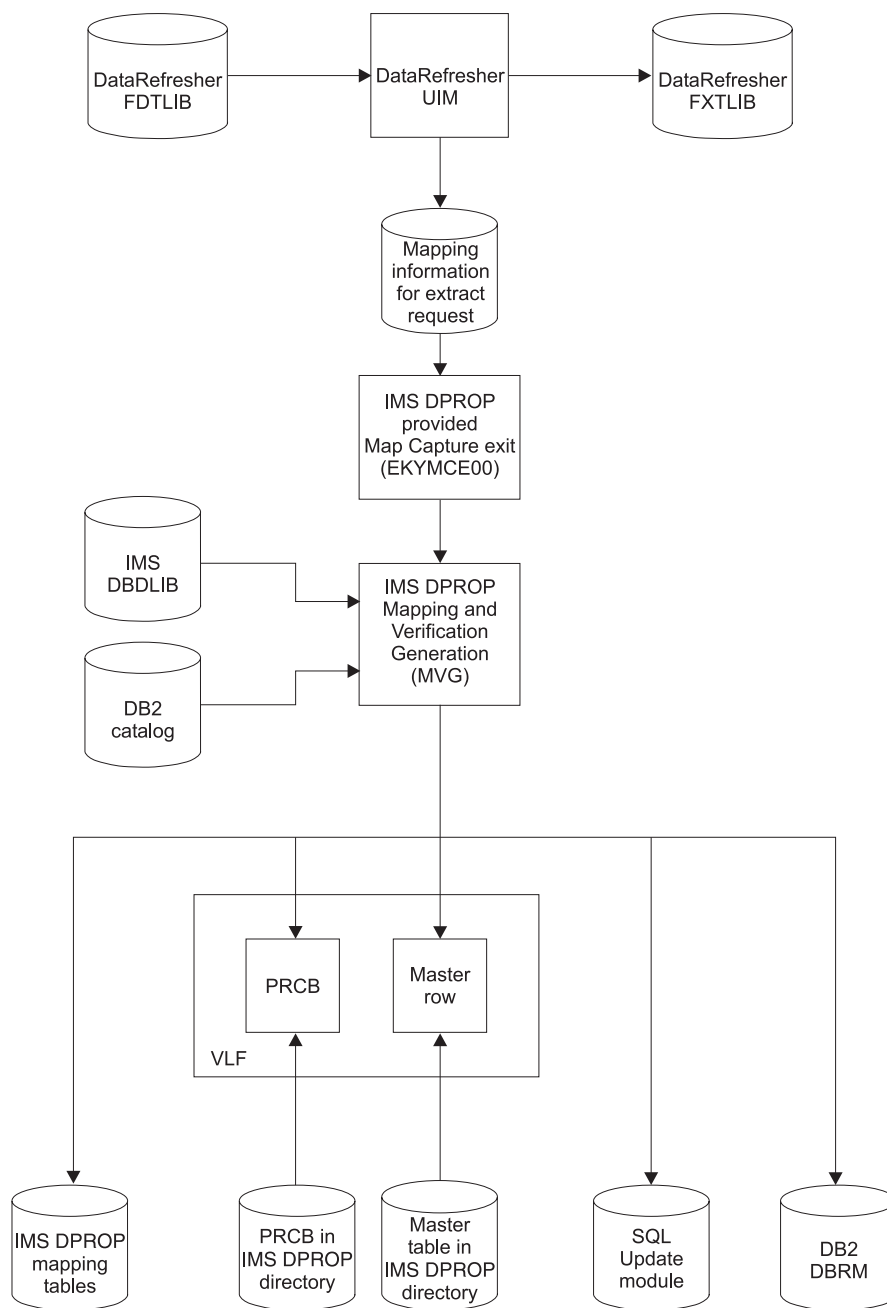 DataRefresher
FDTLIB
DataRefresher
UIM
DataRefresher
FXTLIB
Mapping
information
for extract
request
IMS DPROP
provided
Map Capture exit
(EKYMCE00)
IMS
DBDLIB
IMS DPROP
Mapping and
Verification
Generation
(MVG)
DB2
catalog
PRCB
Master
row
VLF
IMS DPROP
mapping
tables
PRCB in
IMS DPROP
directory
Master
table in
IMS DPROP
directory
SQL
Update
module
DB2
DBRM